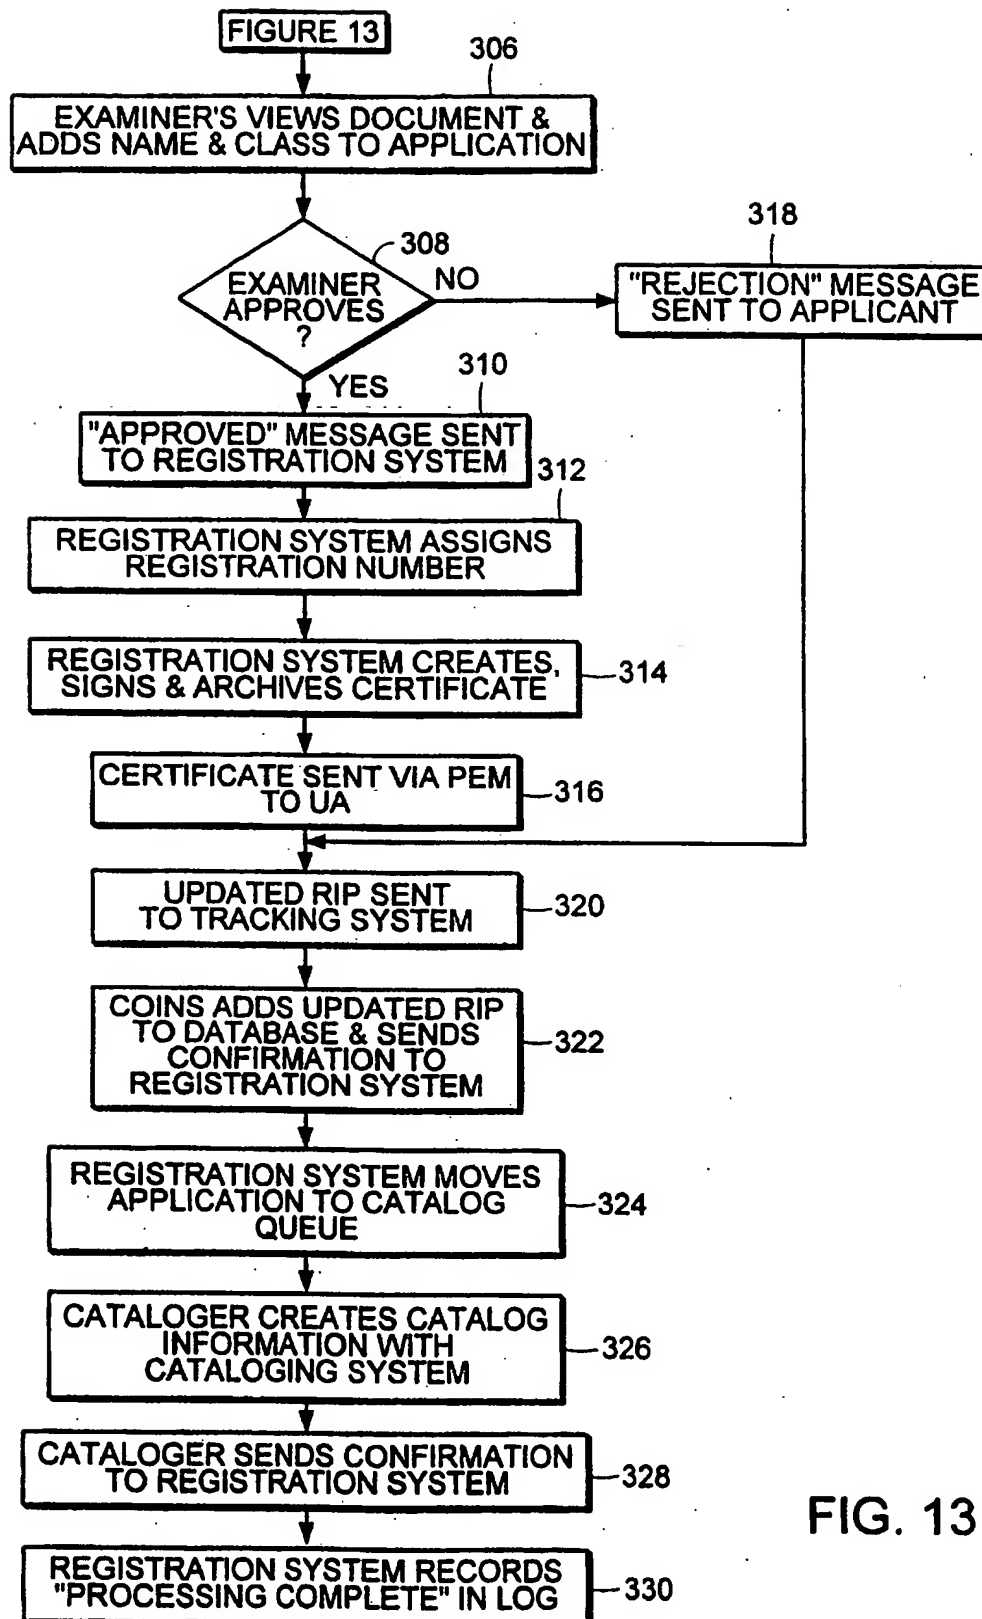 FIGURE 13
306
EXAMINER'S VIEWS DOCUMENT &
ADDS NAME & CLASS TO APPLICATION
308
EXAMINER
APPROVES
?
NO
318
"REJECTION" MESSAGE
SENT TO APPLICANT
YES
310
"APPROVED" MESSAGE SENT
TO REGISTRATION SYSTEM
312
REGISTRATION SYSTEM ASSIGNS
REGISTRATION NUMBER
REGISTRATION SYSTEM CREATES,
SIGNS & ARCHIVES CERTIFICATE
314
CERTIFICATE SENT VIA PEM
TO UA
316
UPDATED RIP SENT
TO TRACKING SYSTEM
320
COINS ADDS UPDATED RIP
TO DATABASE & SENDS
CONFIRMATION TO
REGISTRATION SYSTEM
322
REGISTRATION SYSTEM MOVES
APPLICATION TO CATALOG
QUEUE
324
CATALOGER CREATES CATALOG
INFORMATION WITH
CATALOGING SYSTEM
326
CATALOGER SENDS CONFIRMATION
TO REGISTRATION SYSTEM
328
REGISTRATION SYSTEM RECORDS
"PROCESSING COMPLETE" IN LOG
330
FIG. 13